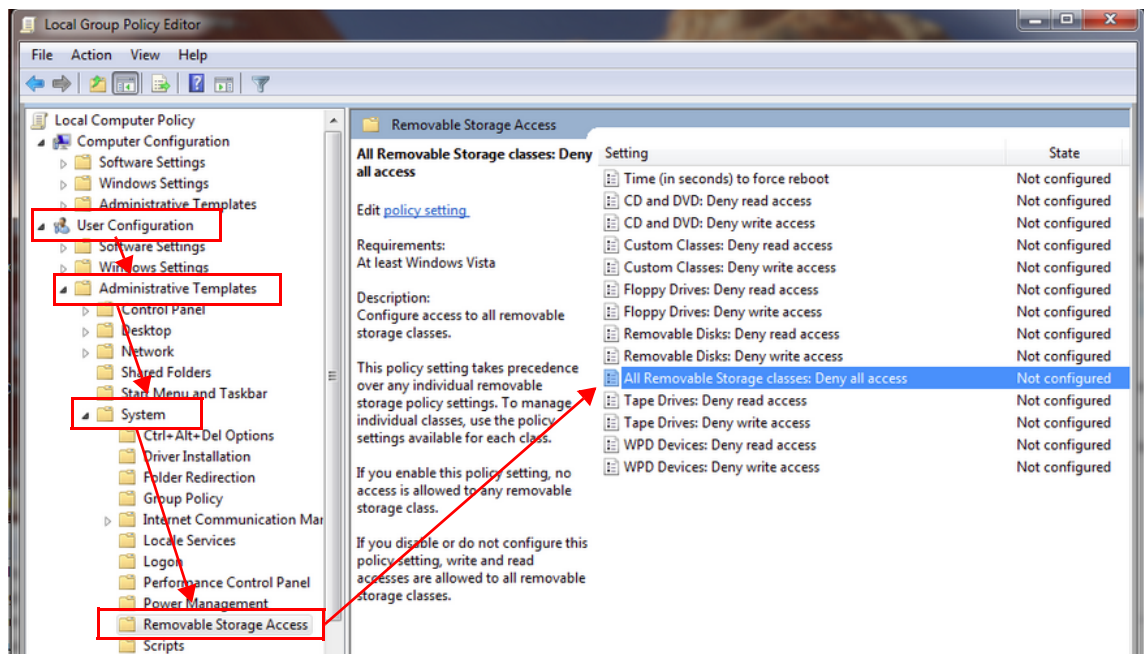 Local Group Policy Editor
File Action View Help
Local Computer Policy
Computer Configuration
Software Settings
Windows Settings
Administrative Templates
User Configuration
Software Settings
Windows Settings
Administrative Templates
Control Panel
Desktop
Network
Shared Folders
Start Menu and Taskbar
System
Ctrl+Alt+Del Options
Driver Installation
Folder Redirection
Group Policy
Internet Communication Mar
Locale Services
Logon
Performance Control Panel
Power Management
Removable Storage Access
Scripts
Removable Storage Access
All Removable Storage classes: Deny
all access
Edit policy setting
Requirements:
At least Windows Vista
Description:
Configure access to all removable
storage classes.
This policy setting takes precedence
over any individual removable
storage policy settings. To manage
individual classes, use the policy
settings available for each class.
If you enable this policy setting, no
access is allowed to any removable
storage class.
If you disable or do not configure this
policy setting, write and read
accesses are allowed to all removable
storage classes.
Setting State
Time (in seconds) to force reboot Not configured
CD and DVD: Deny read access Not configured
CD and DVD: Deny write access Not configured
Custom Classes: Deny read access Not configured
Custom Classes: Deny write access Not configured
Floppy Drives: Deny read access Not configured
Floppy Drives: Deny write access Not configured
Removable Disks: Deny read access Not configured
Removable Disks: Deny write access Not configured
All Removable Storage classes: Deny all access Not configured
Tape Drives: Deny read access Not configured
Tape Drives: Deny write access Not configured
WPD Devices: Deny read access Not configured
WPD Devices: Deny write access Not configured